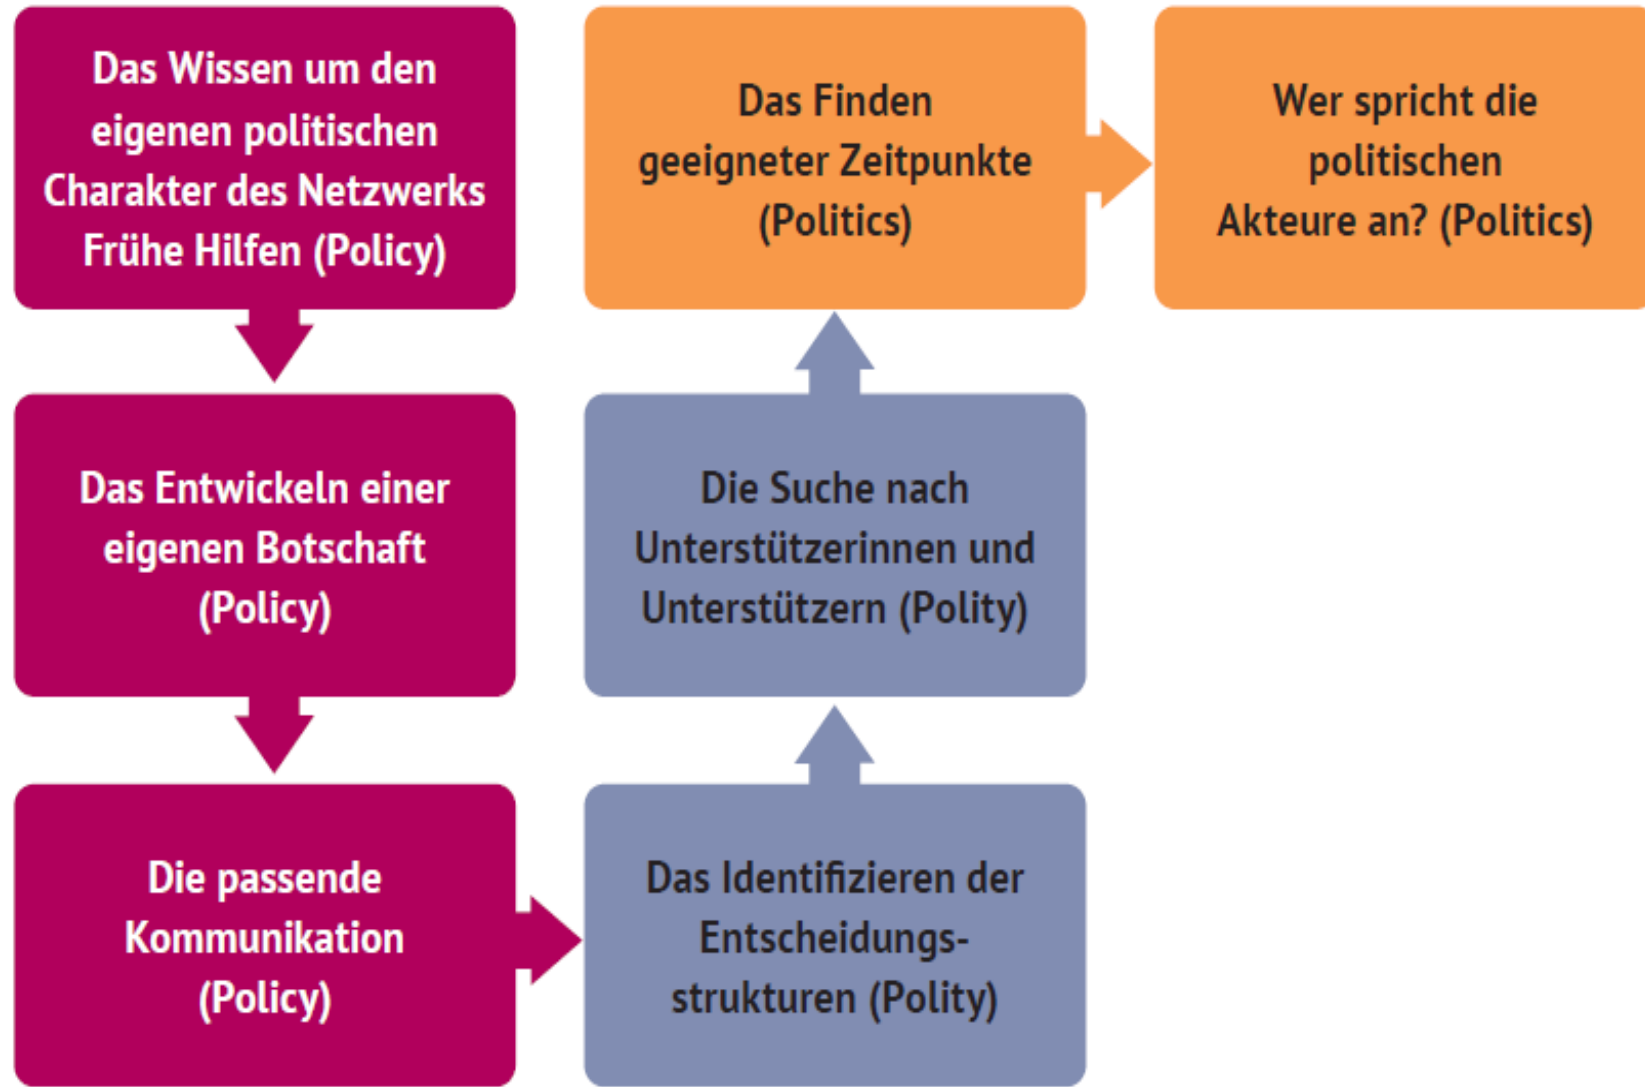 Das Wissen um den
eigenen politischen
Charakter des Netzwerks
Frühe Hilfen (Policy)
Das Entwickeln einer
eigenen Botschaft
(Policy)
Die passende
Kommunikation
(Policy)
Das Identifizieren der
Entscheidungs-
strukturen (Polity)
Die Suche nach
Unterstützerinnen und
Unterstützern (Polity)
Das Finden
geeigneter Zeitpunkte
(Politics)
Wer spricht die
politischen
Akteure an? (Politics)